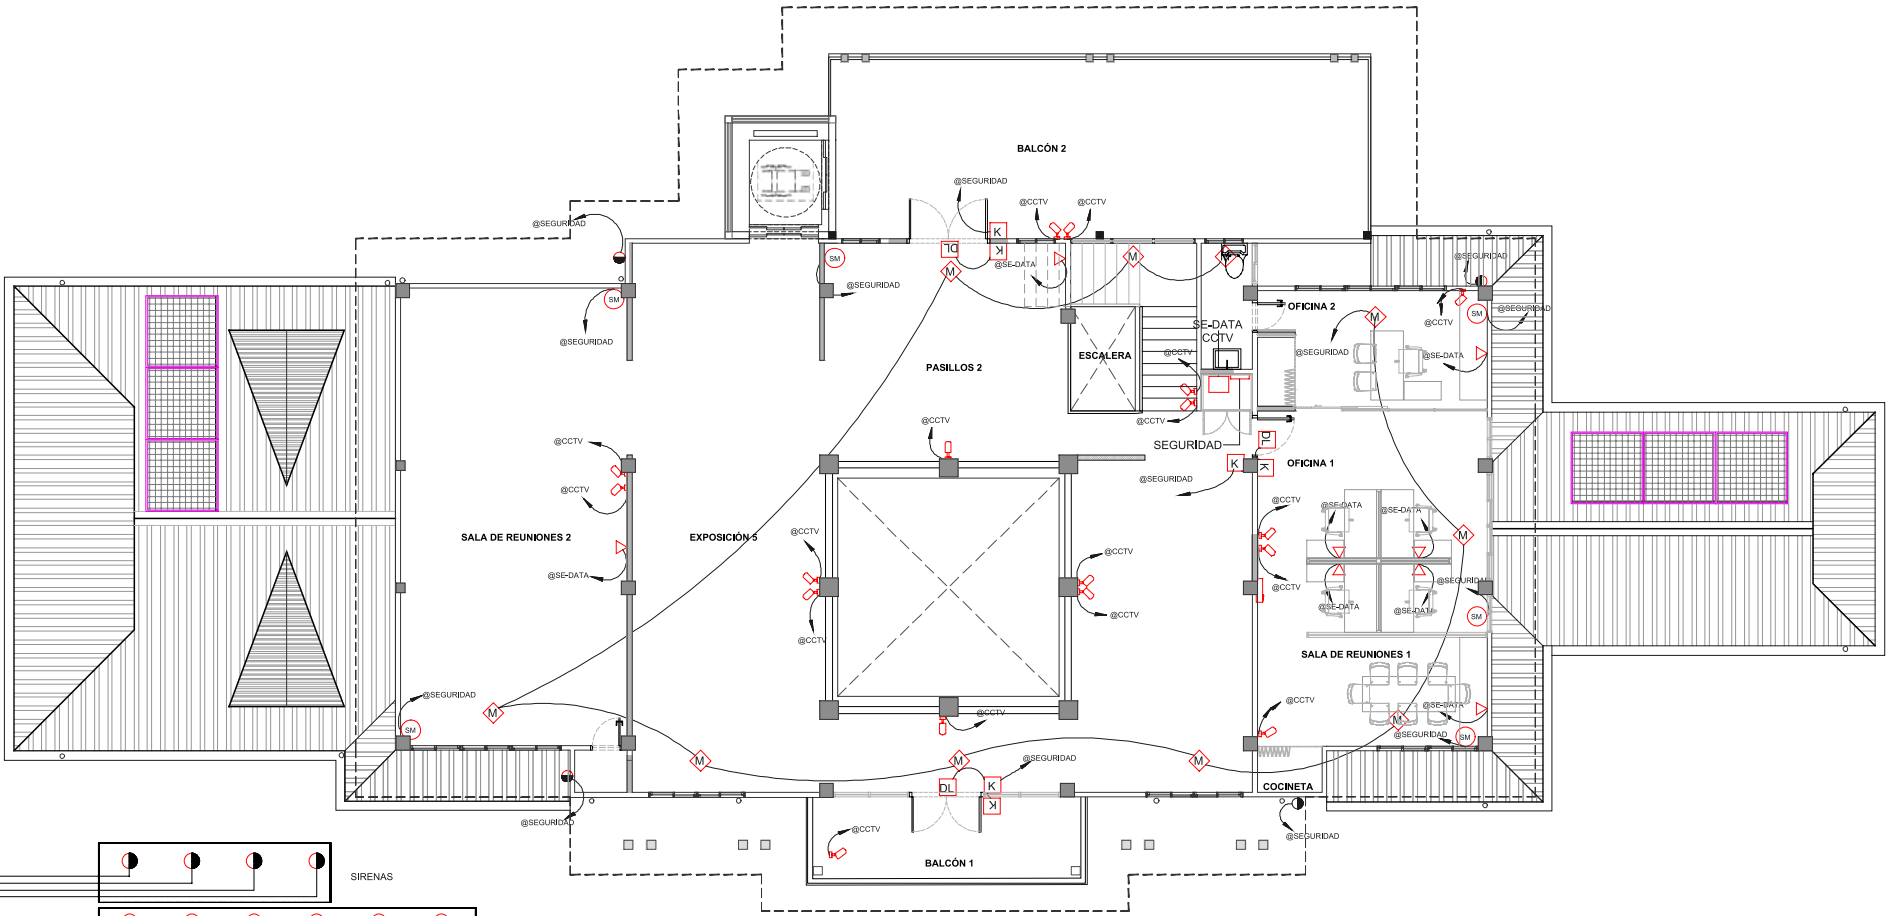 BALCÓN 2
@SEGURIDAD
@CCTV
@CCTV
@SEGURIDAD
K
DL
K
@SE-DATA
M
M
M
SM
@SEGURIDAD
@SEGURIDAD
SM
@SEGURIDAD
OFICINA 2
M
SM
@SEGURIDAD
@CCTV
@SEGURIDAD
@SE-DATA
SE-DATA
CCTV
@CCTV
ESCALERA
PASILLOS 2
@SEGURIDAD
@CCTV
@CCTV
SEGURIDAD
DL
K
K
OFICINA 1
@SEGURIDAD
@CCTV
@CCTV
SALA DE REUNIONES 2
EXPOSICIÓN 5
@SE-DATA
@CCTV
@CCTV
@CCTV
@CCTV
@CCTV
@CCTV
@SE-DATA
@SE-DATA
M
@SE-DATA
@SE-DATA
@SEGURIDAD
SM
SALA DE REUNIONES 1
@SEGURIDAD
SM
M
@CCTV
@CCTV
@SE-DATA
M
@SEGURIDAD
SM
M
M
M
@SEGURIDAD
DL
K
K
COCINETA
@SEGURIDAD
@SEGURIDAD
@CCTV
BALCÓN 1
SIRENAS